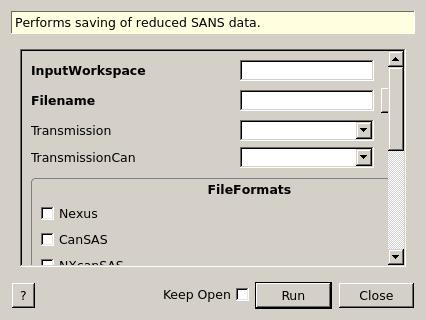 Performs saving of reduced SANS data.
InputWorkspace
Filename
Transmission
TransmissionCan
FileFormats
Nexus
CanSAS
NXcanSAS
? Keep Open Run Close